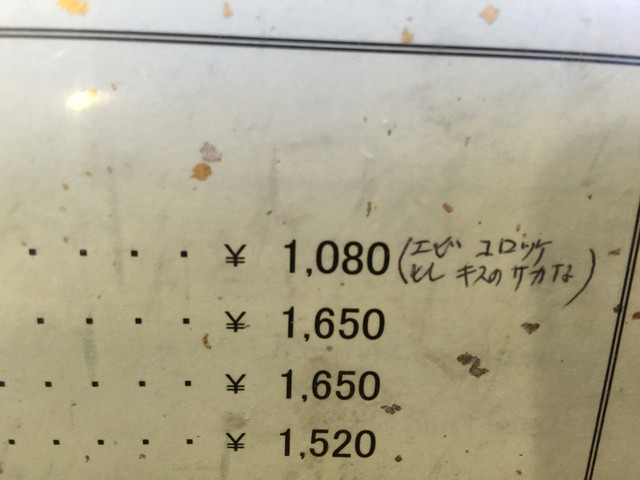 ・・・・ ¥ 1,080 (エビ コロッケ
とし キスのサカナ)
・・・・ ¥ 1,650
・・・・・ ¥ 1,650
・・・・・ ¥ 1,520